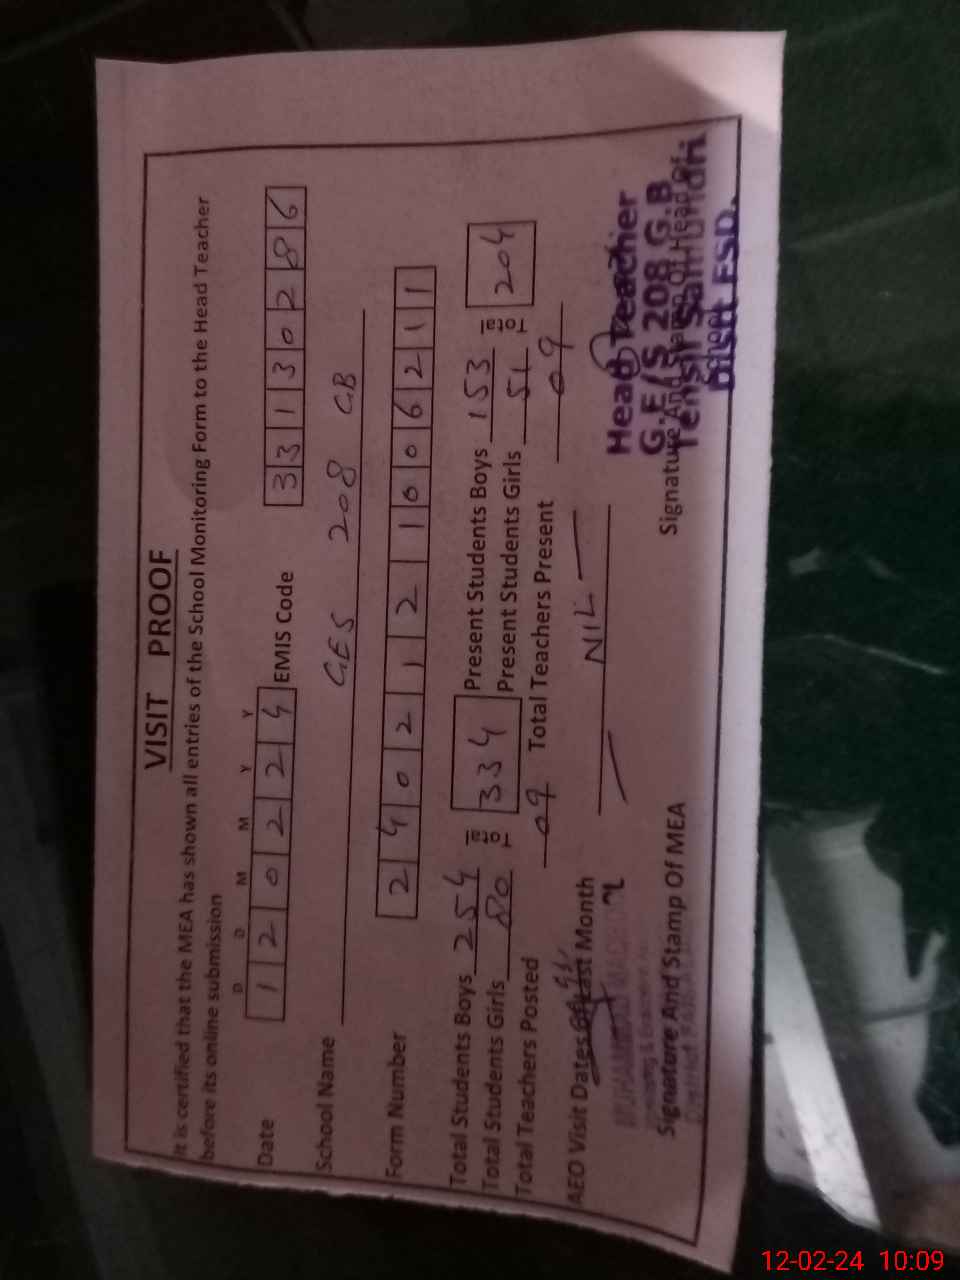 VISIT PROOF
It is certified that the MEA has shown all entries of the School Monitoring Form to the Head Teacher
before its online submission
D D M M Y Y
Date 1 2 0 2 2 4 EMIS Code 3 3 1 3 0 2 8 6
School Name GES 208 GB
Form Number 2 4 0 2 1 2 1 0 0 6 2 1 1
Total Students Boys 254 Total 334 Present Students Boys 153 Total 204
Total Students Girls 80 Present Students Girls 51
Total Teachers Posted 09 Total Teachers Present 09
AEO Visit Dates Last Month NIL
Head Teacher
G.E/S 208 G.B
Signature And Stamp Of MEA Signature And Stamp Of Head Of
Distt FSD.
12-02-24 10:09